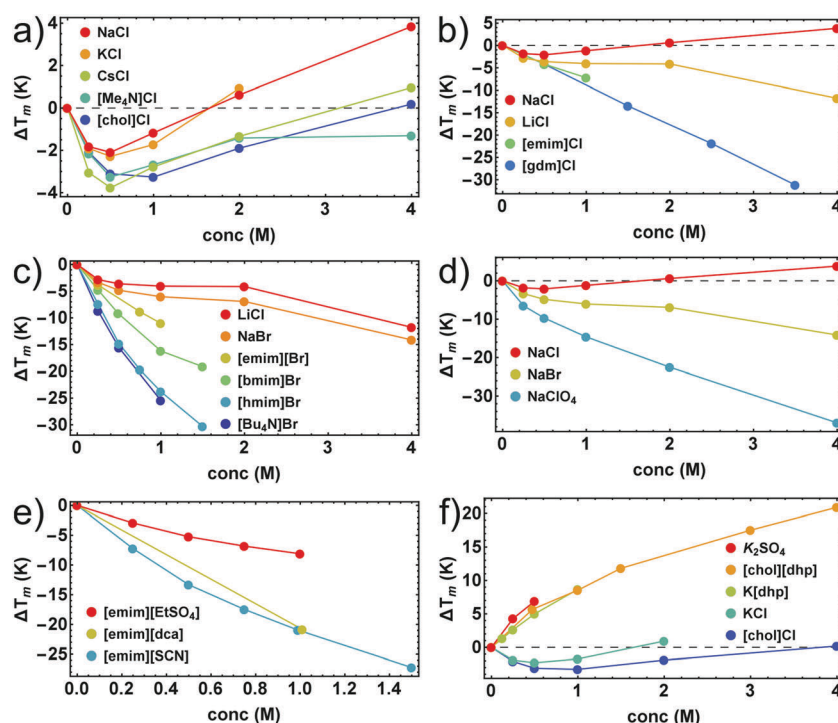 a)
NaCl
KCl
CsCl
[Me₄N]Cl
[chol]Cl
ΔTₘ (K)
4
2
0
−2
4
0
1
2
3
4
conc (M)
b)
NaCl
LiCl
[emim]Cl
[gdm]Cl
ΔTₘ (K)
5
0
−5
−10
−15
−20
−25
−30
0
1
2
3
4
conc (M)
c)
LiCl
NaBr
[emim][Br]
[bmim]Br
[hmim]Br
[Bu₄N]Br
ΔTₘ (K)
0
−5
−10
−15
−20
−25
−30
0
1
2
3
4
conc (M)
d)
NaCl
NaBr
NaClO₄
ΔTₘ (K)
0
−10
−20
−30
0
1
2
3
4
conc (M)
e)
[emim][EtSO₄]
[emim][dca]
[emim][SCN]
ΔTₘ (K)
0
−5
−10
−15
−20
−25
0.0
0.2
0.4
0.6
0.8
1.0
1.2
1.4
conc (M)
f)
K₂SO₄
[chol][dhp]
K[dhp]
KCl
[chol]Cl
ΔTₘ (K)
20
15
10
5
0
0
1
2
3
4
conc (M)